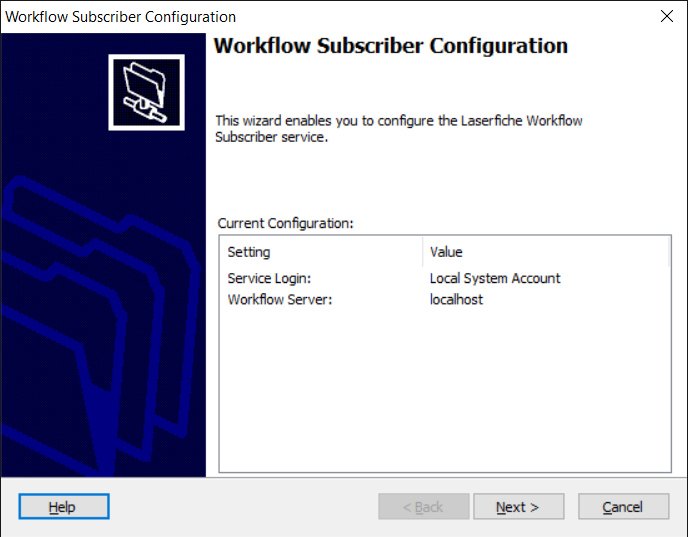 Workflow Subscriber Configuration
Workflow Subscriber Configuration
This wizard enables you to configure the Laserfiche Workflow
Subscriber service.
Current Configuration:
Setting Value
Service Login: Local System Account
Workflow Server: localhost
Help < Back Next > Cancel